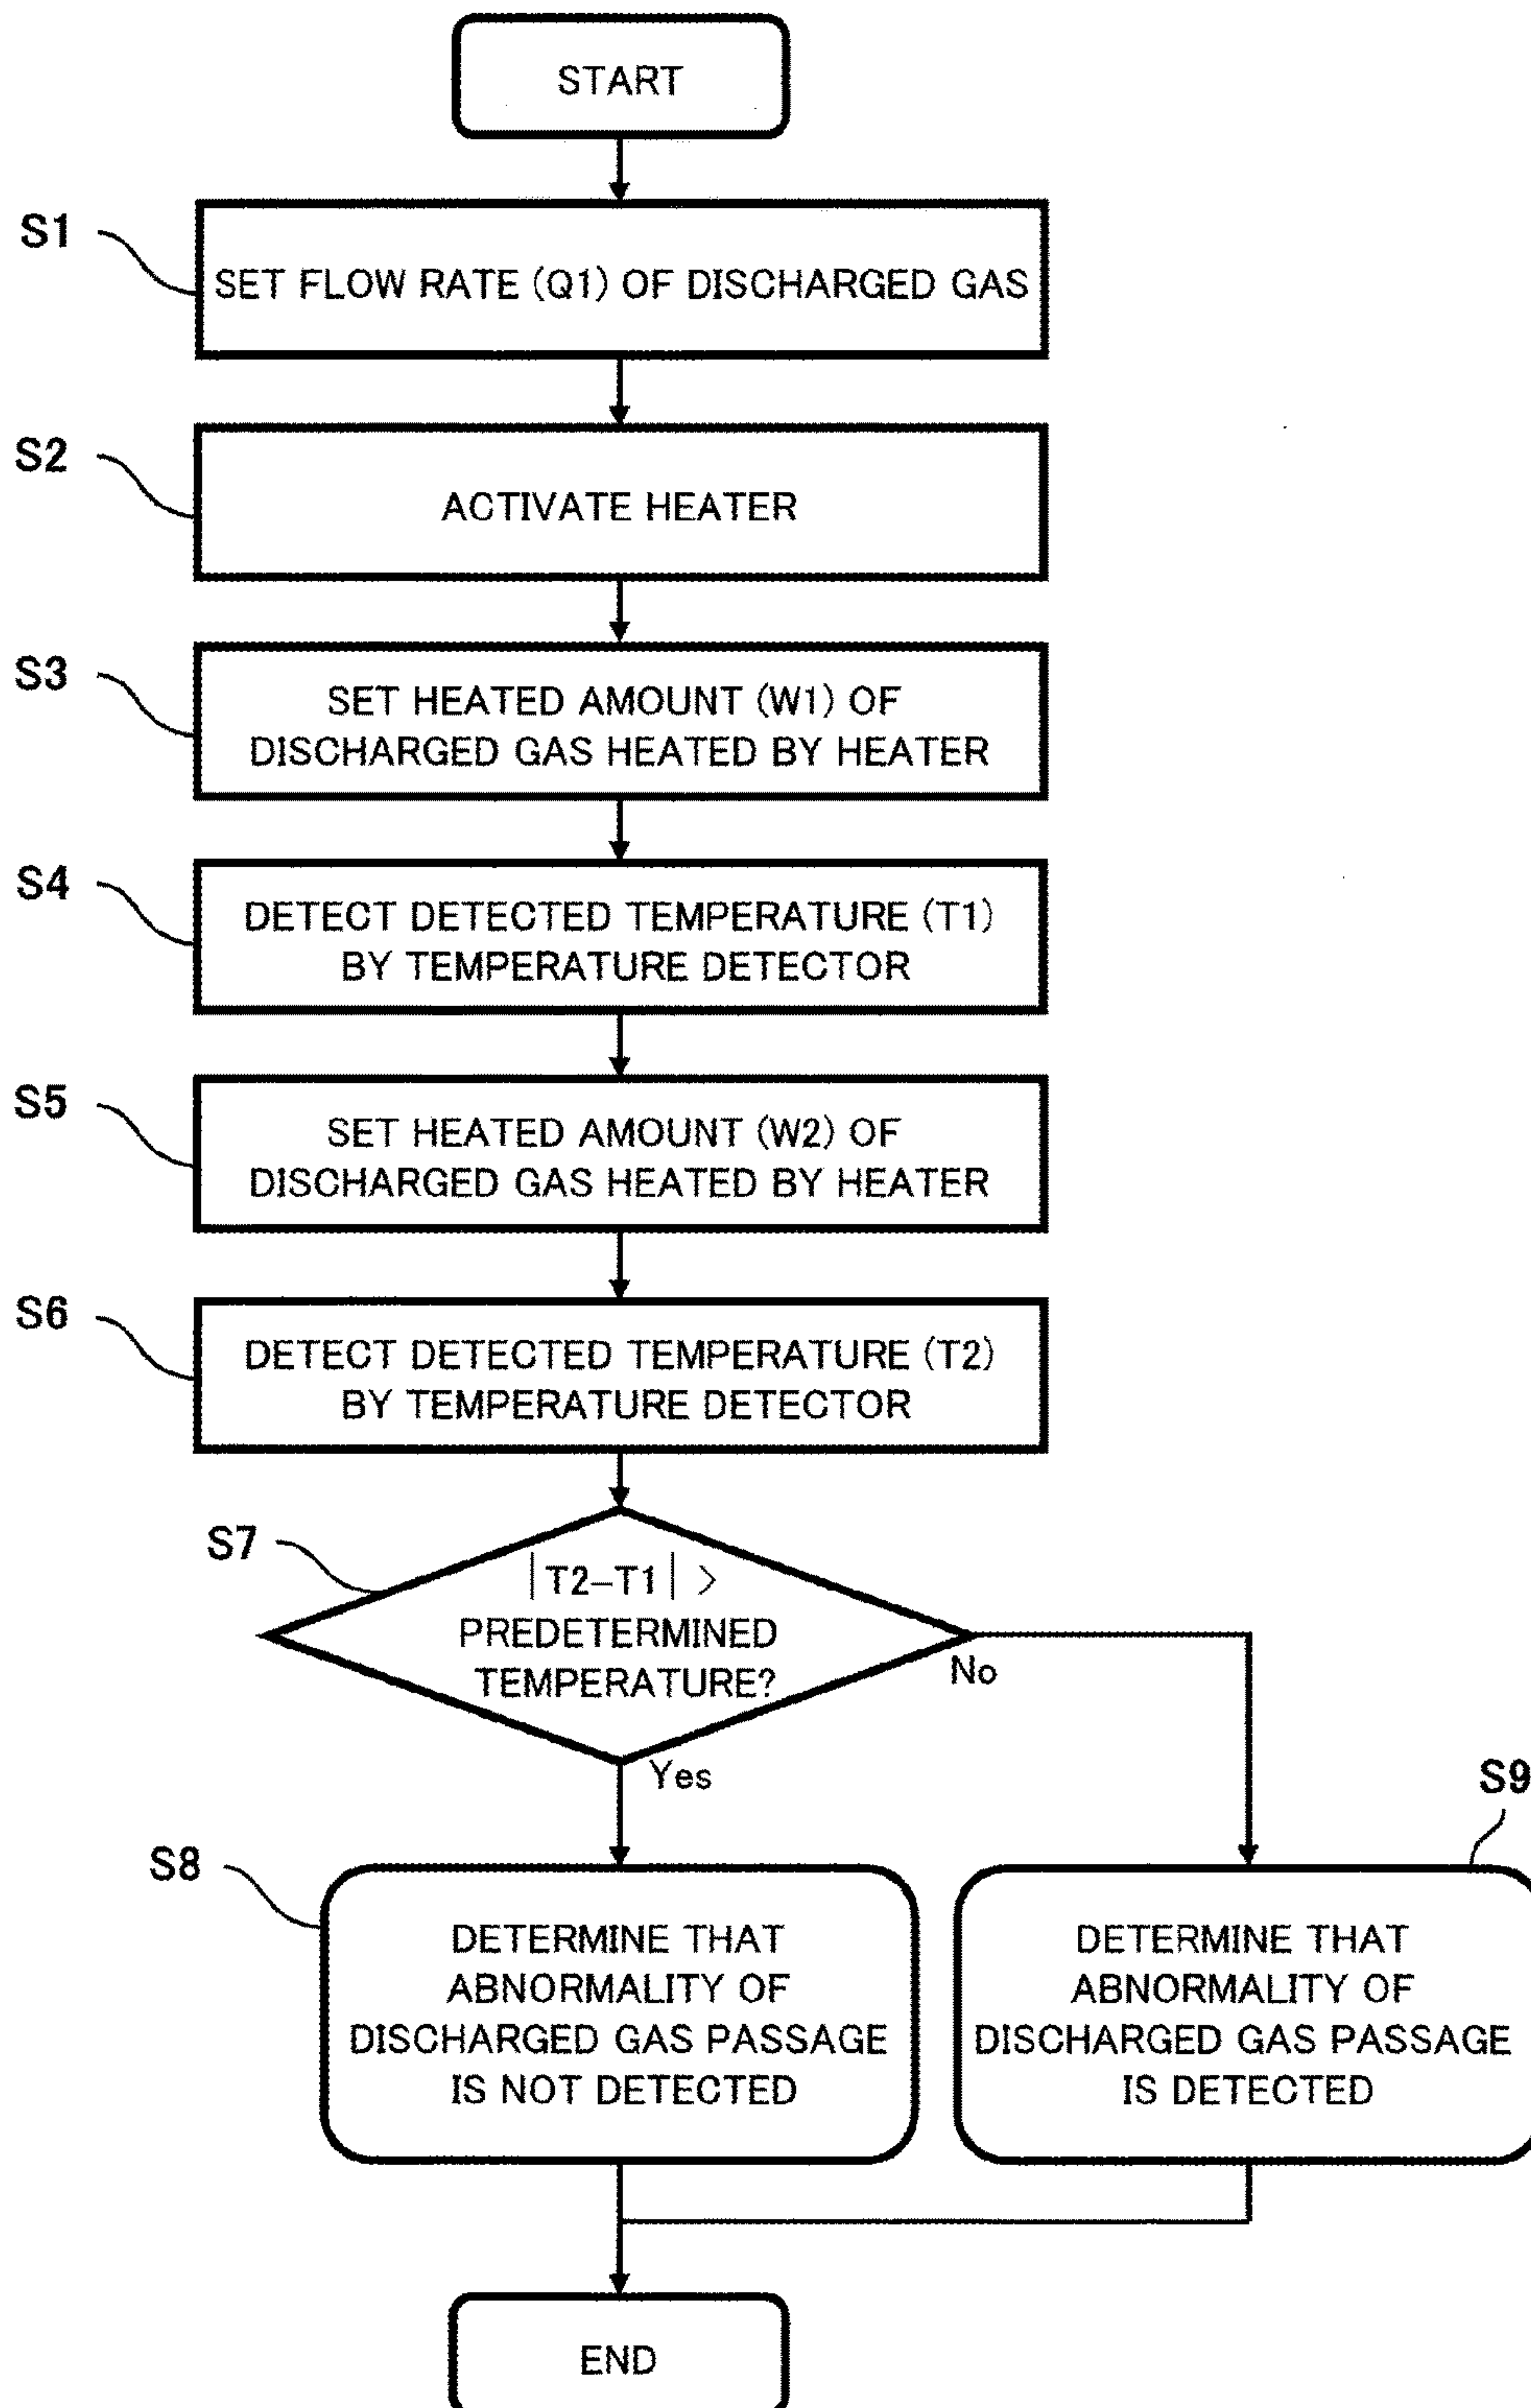 START
S1
SET FLOW RATE (Q1) OF DISCHARGED GAS
S2
ACTIVATE HEATER
S3
SET HEATED AMOUNT (W1) OF
DISCHARGED GAS HEATED BY HEATER
S4
DETECT DETECTED TEMPERATURE (T1)
BY TEMPERATURE DETECTOR
S5
SET HEATED AMOUNT (W2) OF
DISCHARGED GAS HEATED BY HEATER
S6
DETECT DETECTED TEMPERATURE (T2)
BY TEMPERATURE DETECTOR
S7
|T2-T1| >
PREDETERMINED
TEMPERATURE?
No
Yes
S8
DETERMINE THAT
ABNORMALITY OF
DISCHARGED GAS PASSAGE
IS NOT DETECTED
S9
DETERMINE THAT
ABNORMALITY OF
DISCHARGED GAS PASSAGE
IS DETECTED
END